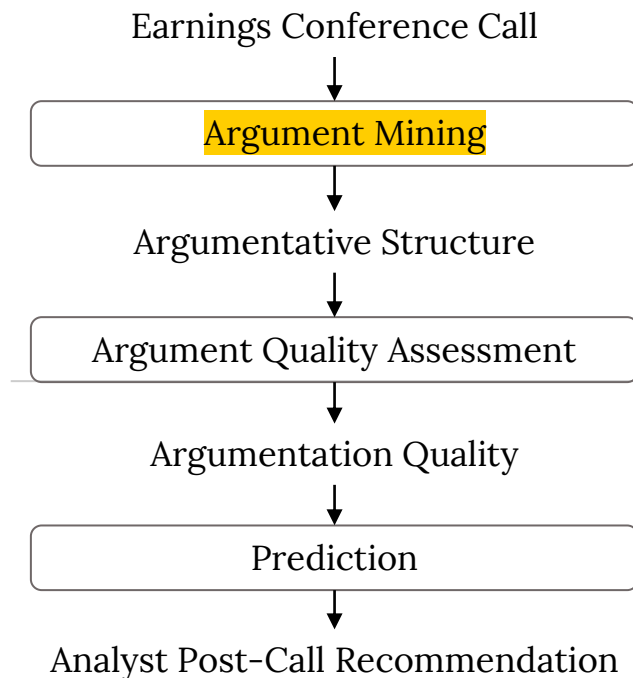 Earnings Conference Call
Argument Mining
Argumentative Structure
Argument Quality Assessment
Argumentation Quality
Prediction
Analyst Post-Call Recommendation